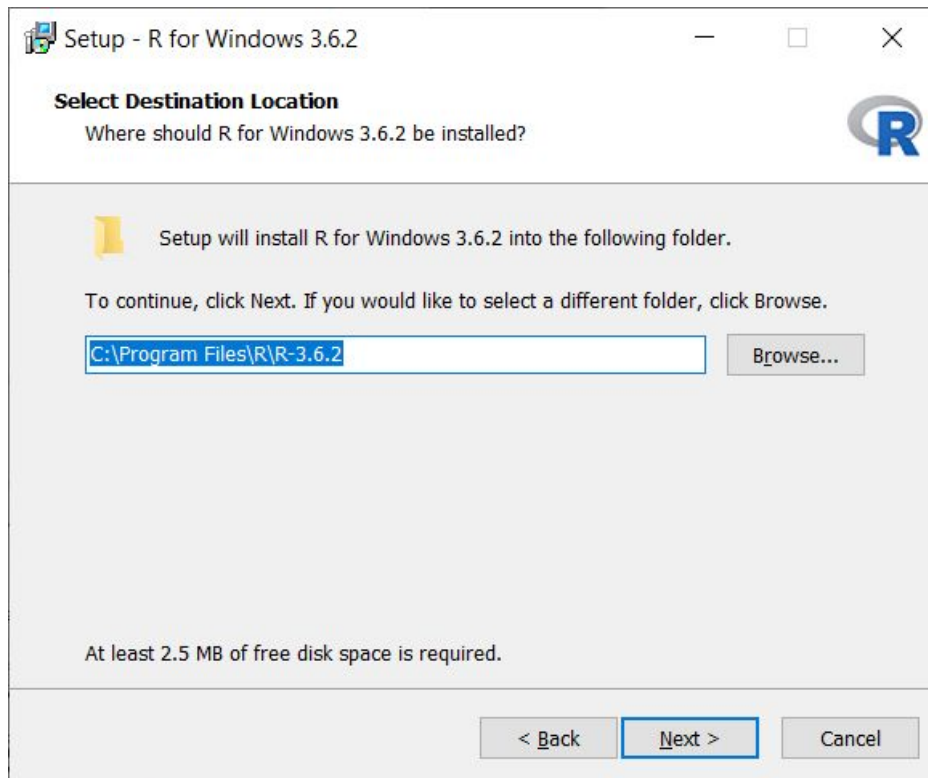 Setup - R for Windows 3.6.2
Select Destination Location
Where should R for Windows 3.6.2 be installed?
R
Setup will install R for Windows 3.6.2 into the following folder.
To continue, click Next. If you would like to select a different folder, click Browse.
C:\Program Files\R\R-3.6.2
Browse...
At least 2.5 MB of free disk space is required.
< Back
Next >
Cancel